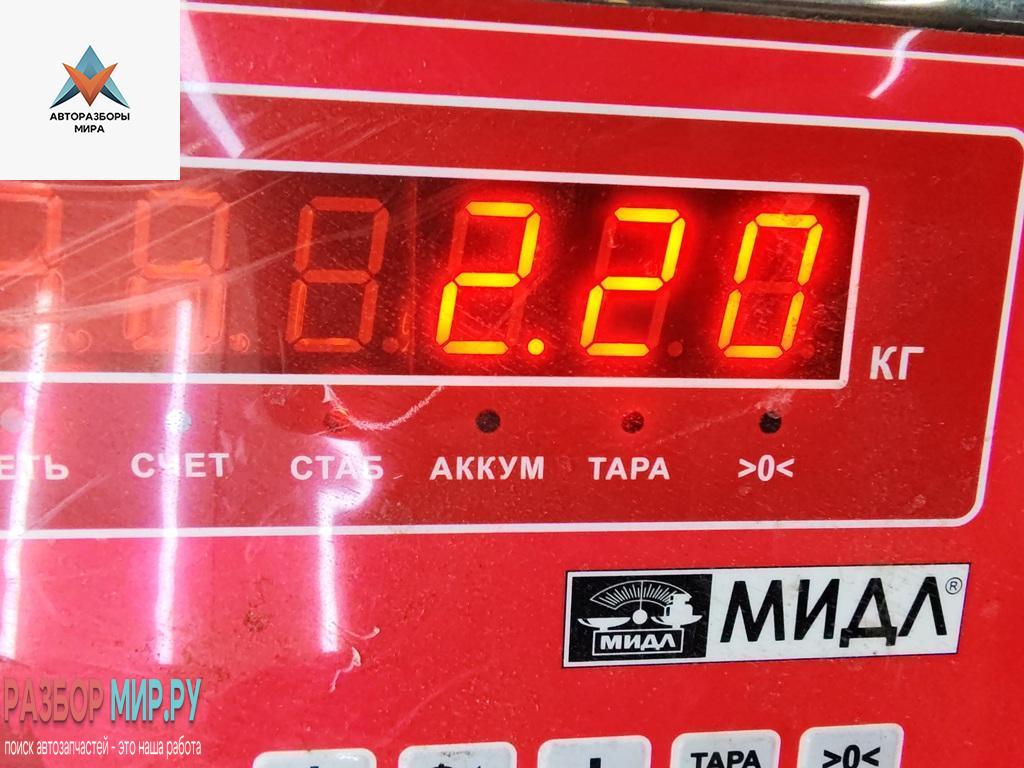 АВТОРАЗБОРЫ
МИРА
2.20
КГ
ЕТЬ СЧЕТ СТАБ АККУМ ТАРА >0<
МИДЛ МИДЛ®
РАЗБОР МИР.РУ
поиск автозапчастей - это наша работа
ТАРА >0<